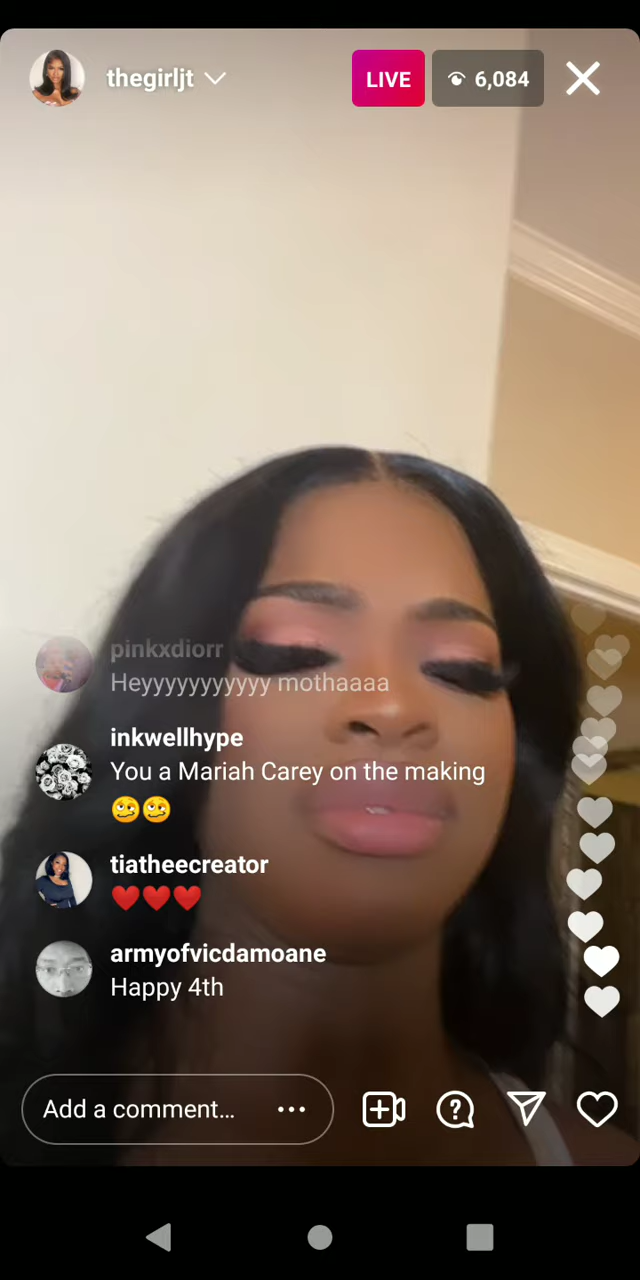 thegirljt
LIVE
6,084
pinkxdiorr
Heyyyyyyyyyyy mothaaaa
inkwellhype
You a Mariah Carey on the making
🥴🥴
tiatheecreator
❤️❤️❤️
armyofvicdamoane
Happy 4th
Add a comment...